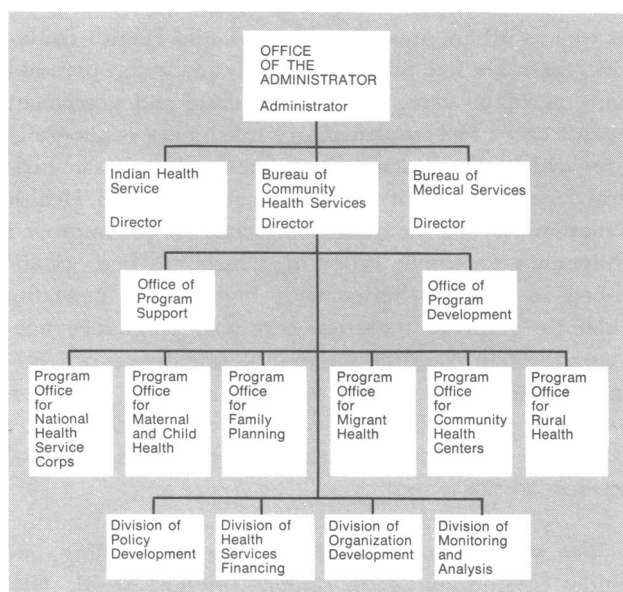 OFFICE
OF THE
ADMINISTRATOR
Administrator
Indian Health
Service
Director
Bureau of
Community
Health Services
Director
Bureau of
Medical Services
Director
Office of
Program
Support
Office of
Program
Development
Program
Office
for
National
Health
Service
Corps
Program
Office
for
Maternal
and Child
Health
Program
Office
for
Family
Planning
Program
Office
for
Migrant
Health
Program
Office
for
Community
Health
Centers
Program
Office
for
Rural
Health
Division of
Policy
Development
Division of
Health
Services
Financing
Division of
Organization
Development
Division of
Monitoring
and
Analysis